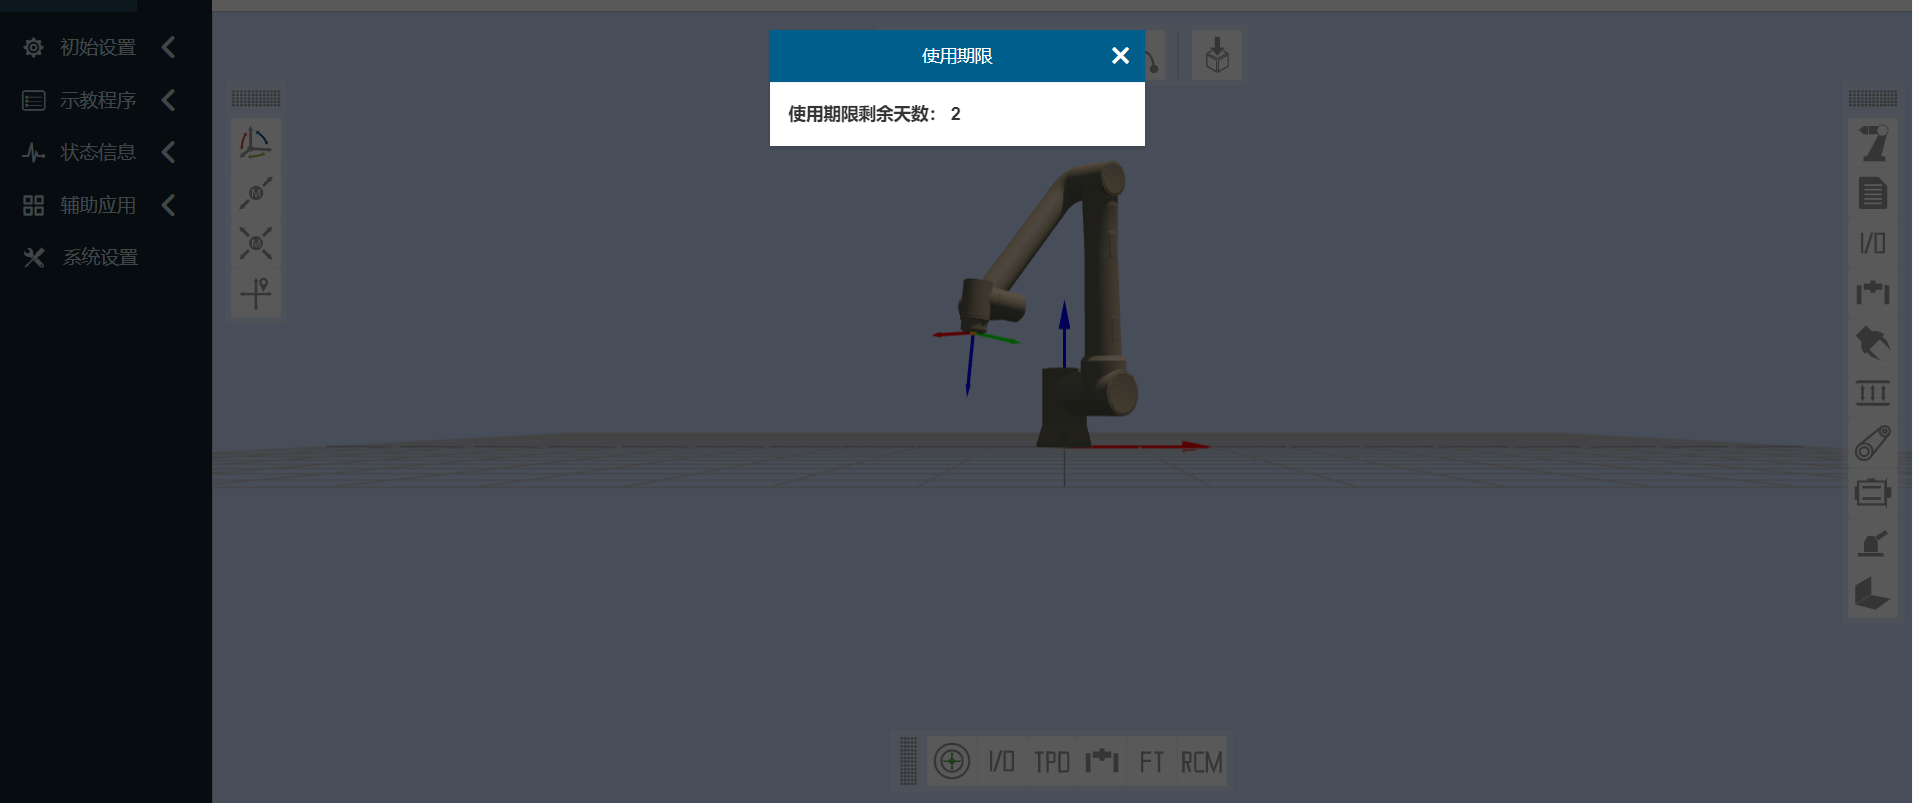 使用期限
使用期限剩余天数： 2
初始设置
示教程序
状态信息
辅助应用
系统设置
M
M
I/O
I/O
TPD
FT
RCM